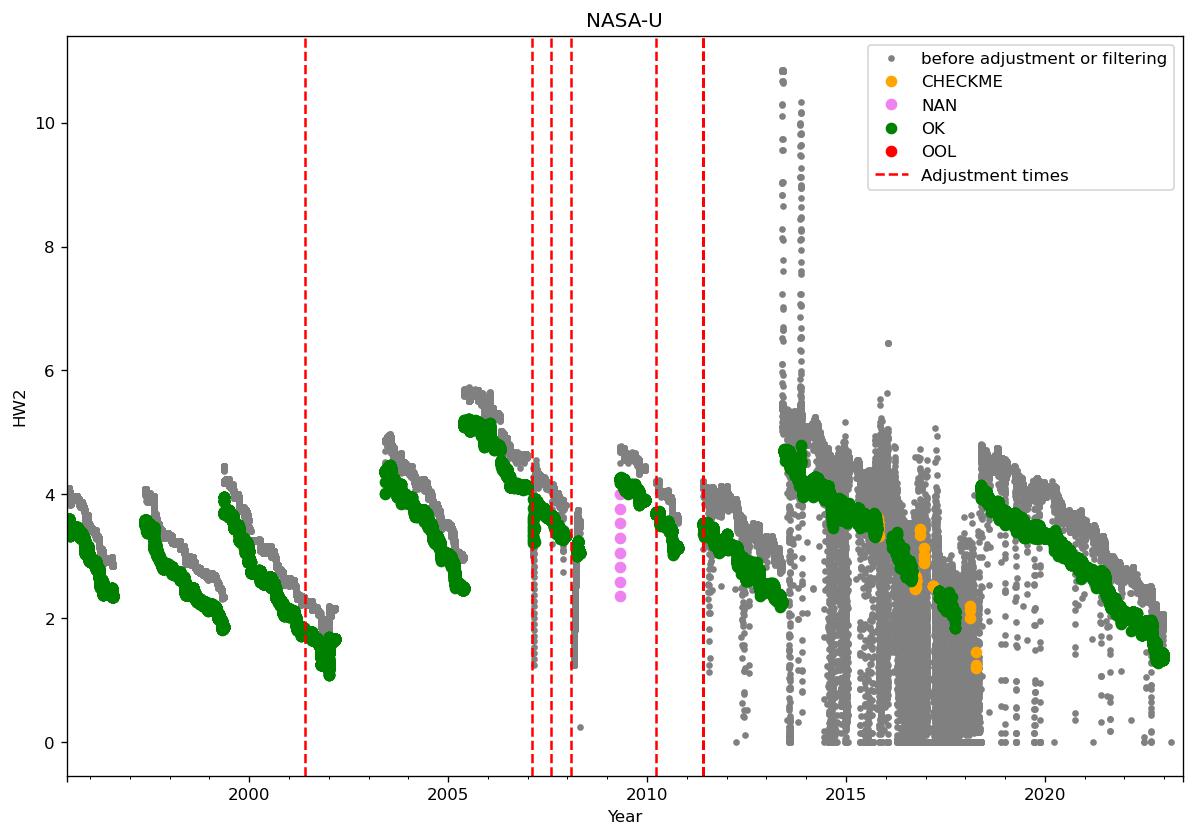 NASA-U
before adjustment or filtering
CHECKME
NAN
OK
OOL
Adjustment times
HW2
10
8
6
4
2
0
2000
2005
2010
2015
2020
Year